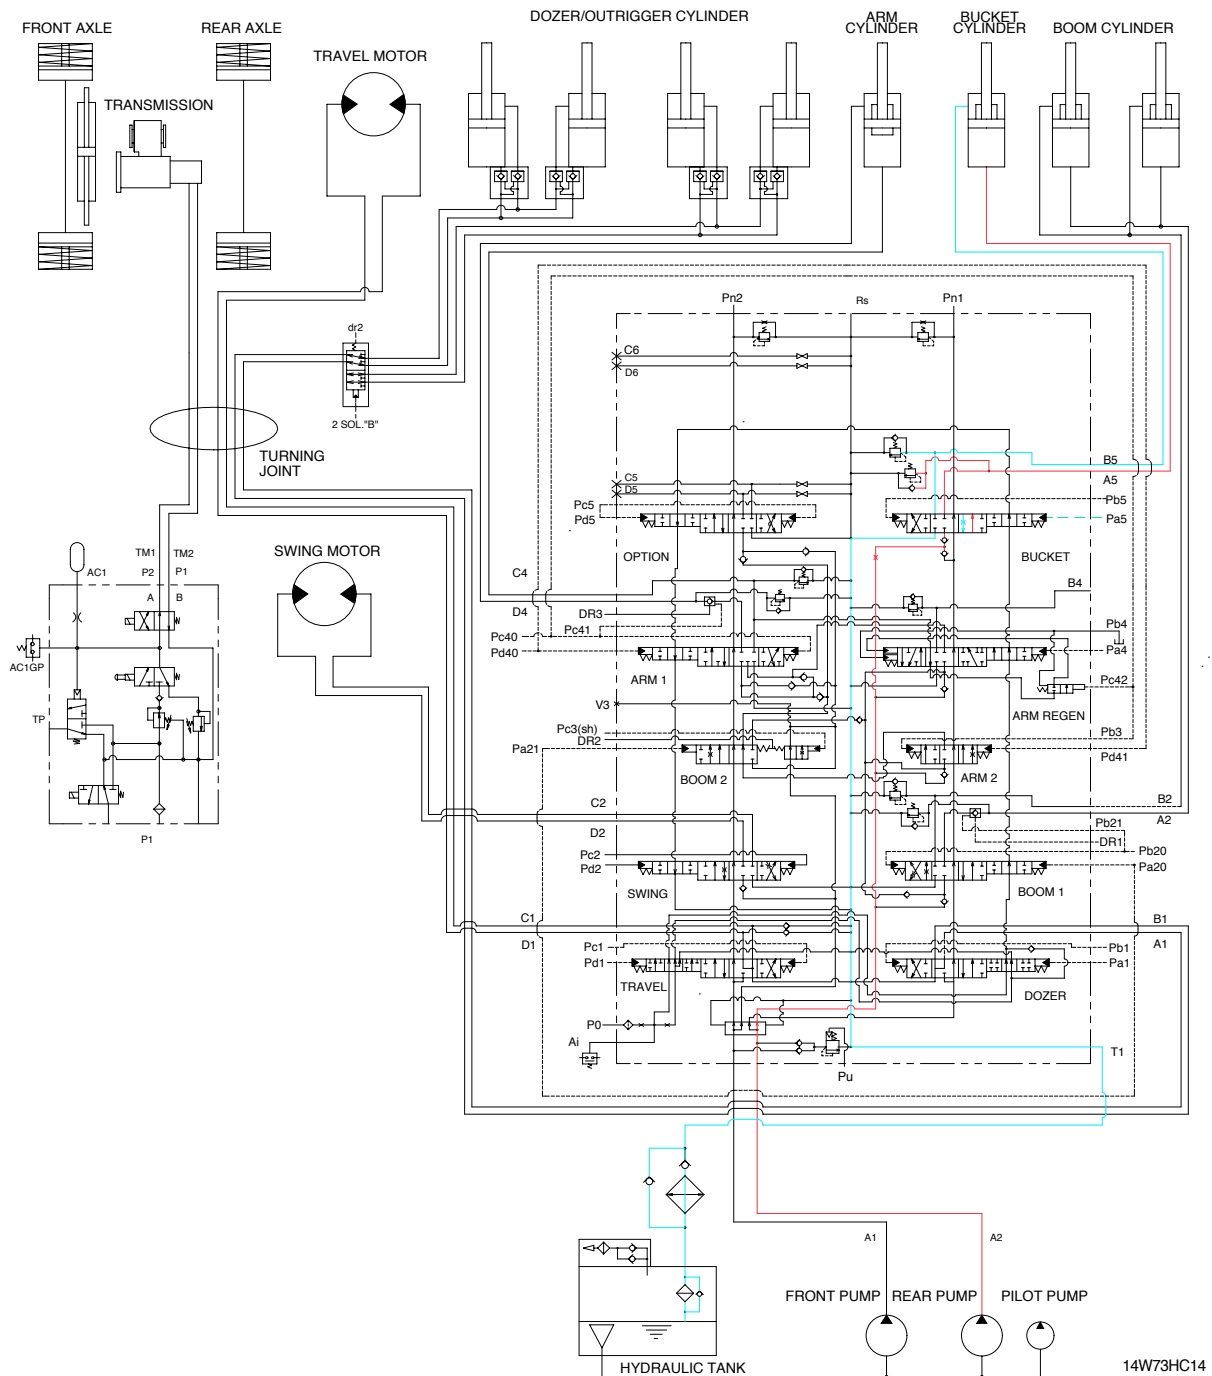 DOZER/OUTRIGGER CYLINDER
ARM
CYLINDER
BUCKET
CYLINDER
BOOM CYLINDER
FRONT AXLE
REAR AXLE
TRAVEL MOTOR
TRANSMISSION
Pn2
Rs
Pn1
dr2
C6
D6
2 SOL."B"
TURNING
JOINT
B5
A5
C5
D5
Pc5
Pd5
Pb5
Pa5
OPTION
BUCKET
SWING MOTOR
TM1
TM2
P2
P1
AC1
A
B
AC1GP
TP
P1
C4
D4
B4
DR3
Pc41
Pc40
Pd40
Pb4
Pa4
ARM 1
Pc42
ARM REGEN
V3
Pc3(sh)
DR2
Pa21
Pb3
Pd41
BOOM 2
ARM 2
C2
D2
B2
A2
Pb21
DR1
Pc2
Pd2
Pb20
Pa20
SWING
BOOM 1
C1
D1
B1
A1
Pc1
Pd1
Pb1
Pa1
TRAVEL
DOZER
P0
Ai
T1
Pu
A1
A2
FRONT PUMP
REAR PUMP
PILOT PUMP
HYDRAULIC TANK
14W73HC14